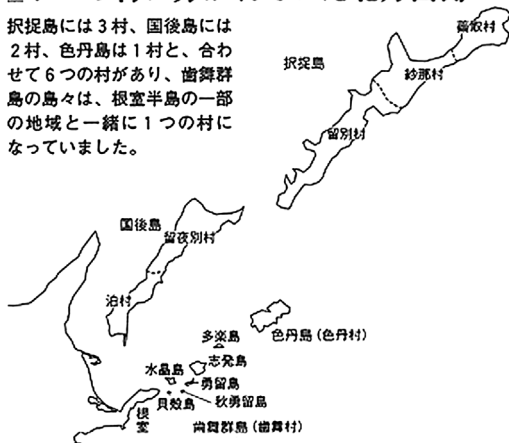 択捉島には３村、国後島には
２村、色丹島は１村と、合わ
せて６つの村があり、歯舞群
島の島々は、根室半島の一部
の地域と一緒に１つの村に
なっていました。
蘂取村
択捉島
紗那村
留別村
国後島
留夜別村
泊村
色丹島（色丹村）
多楽島
志発島
水晶島
勇留島
秋勇留島
貝殻島
根室
歯舞群島（歯舞村）